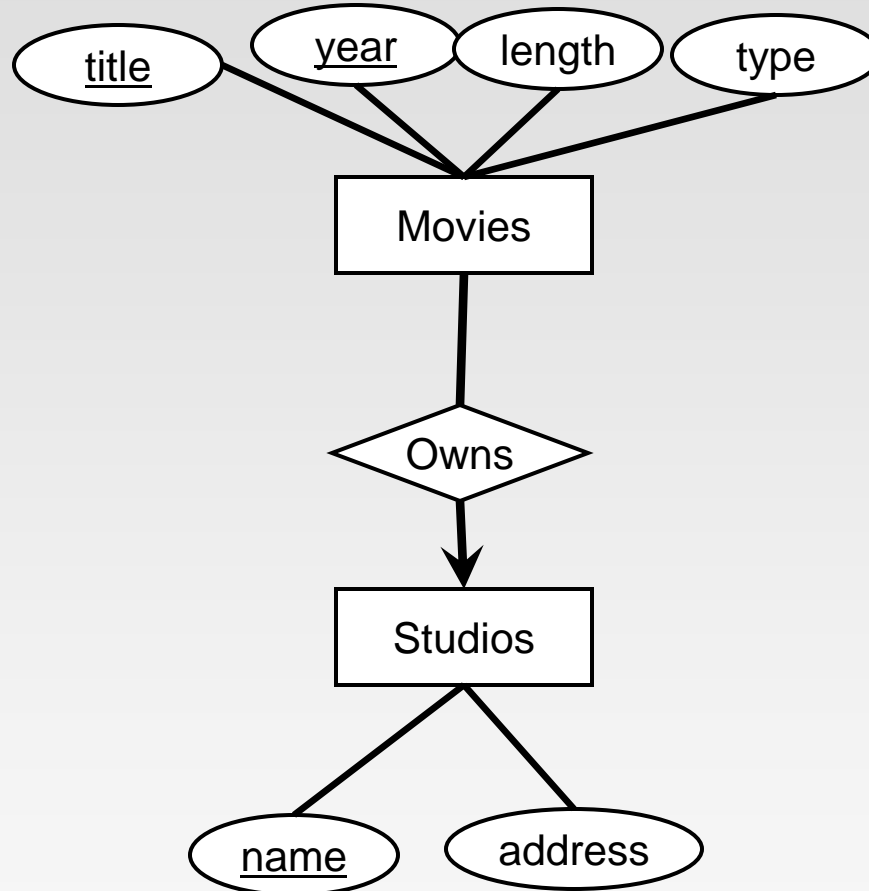 title
year
length
type
Movies
Owns
Studios
name
address